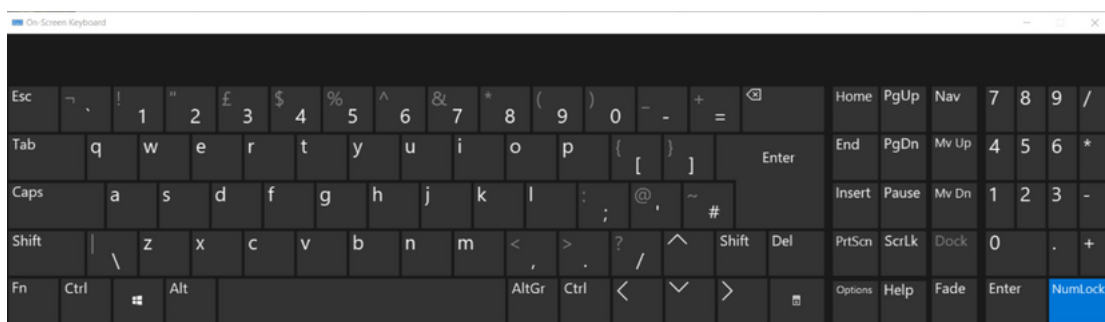 On-Screen Keyboard
Esc ¬ ` ! 1 " 2 £ 3 $ 4 % 5 ^ 6 & 7 * 8 ( 9 ) 0 _ - + = Home PgUp Nav 7 8 9 /
Tab q w e r t y u i o p { [ } ] Enter End PgDn Mv Up 4 5 6 *
Caps a s d f g h j k l : ; @ ' ~ # Insert Pause Mv Dn 1 2 3 -
Shift | \ z x c v b n m < , > . ? / Shift Del PrtScn ScrLk Dock 0 . +
Fn Ctrl Alt AltGr Ctrl Options Help Fade Enter NumLock